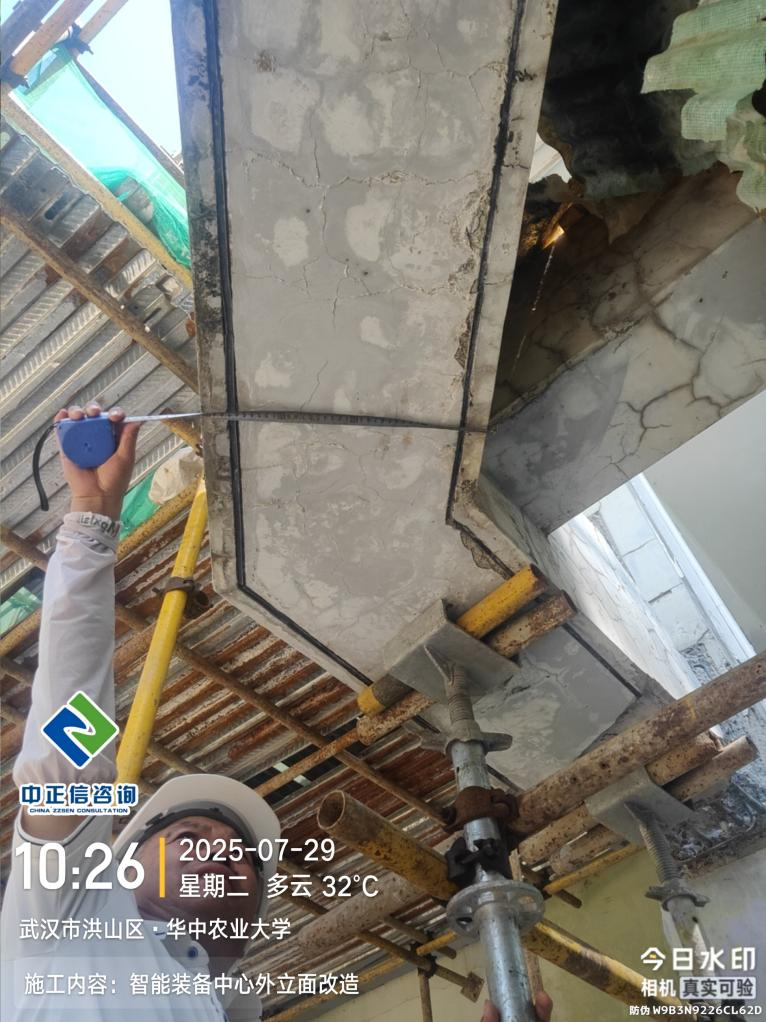 中正信咨询
CHINA ZZSEN CONSULTATION
10:26
2025-07-29
星期二 多云 32℃
武汉市洪山区·华中农业大学
施工内容：智能装备中心外立面改造
今日水印
相机 真实可验
防伪 W9B3N9226CL62D